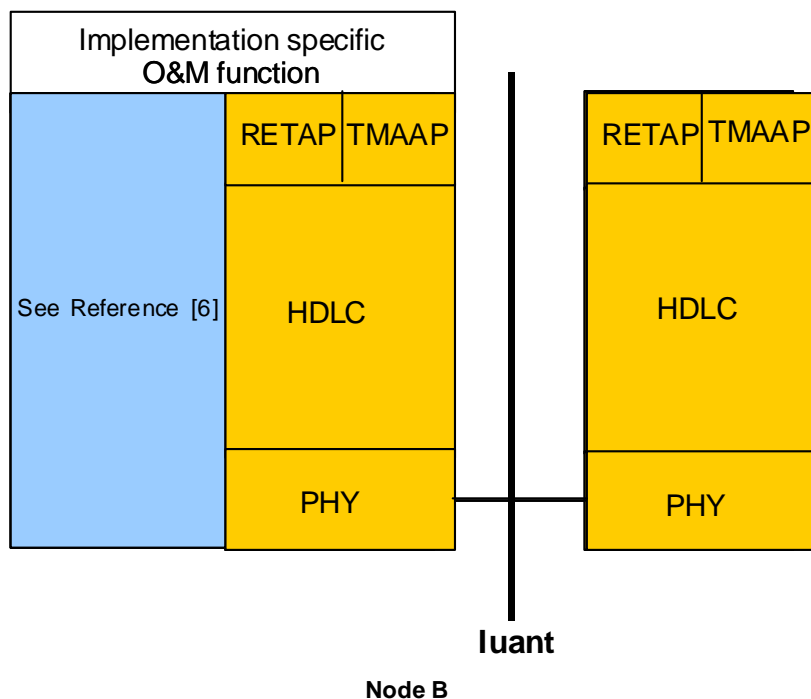 Implementation specific
O&M function
RETAP TMAAP RETAP TMAAP
See Reference [6] HDLC HDLC
PHY PHY
Iuant
Node B